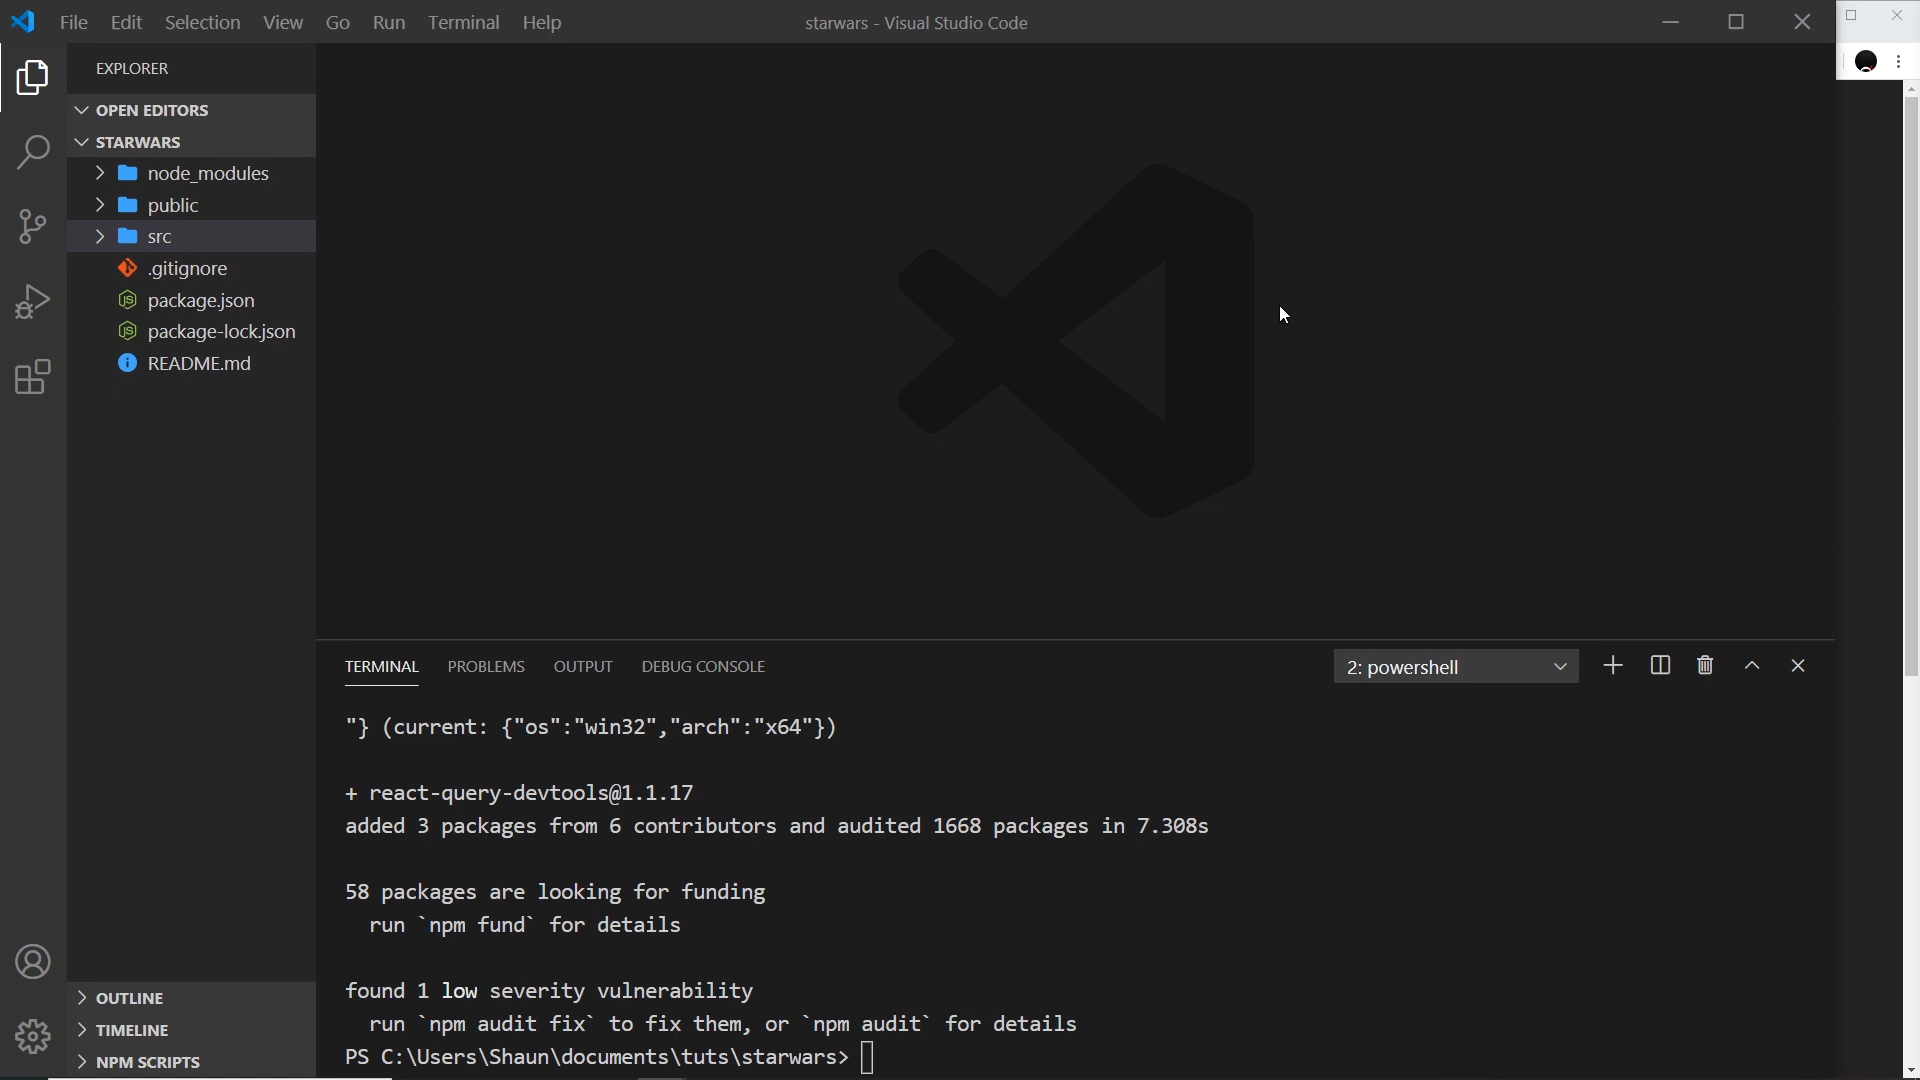 File Edit Selection View Go Run Terminal Help
starwars - Visual Studio Code
EXPLORER
OPEN EDITORS
STARWARS
node_modules
public
src
.gitignore
package.json
package-lock.json
README.md
OUTLINE
TIMELINE
NPM SCRIPTS
TERMINAL PROBLEMS OUTPUT DEBUG CONSOLE
2: powershell
"} (current: {"os":"win32","arch":"x64"})
+ react-query-devtools@1.1.17
added 3 packages from 6 contributors and audited 1668 packages in 7.308s
58 packages are looking for funding
run `npm fund` for details
found 1 low severity vulnerability
run `npm audit fix` to fix them, or `npm audit` for details
PS C:\Users\Shaun\documents\tuts\starwars>